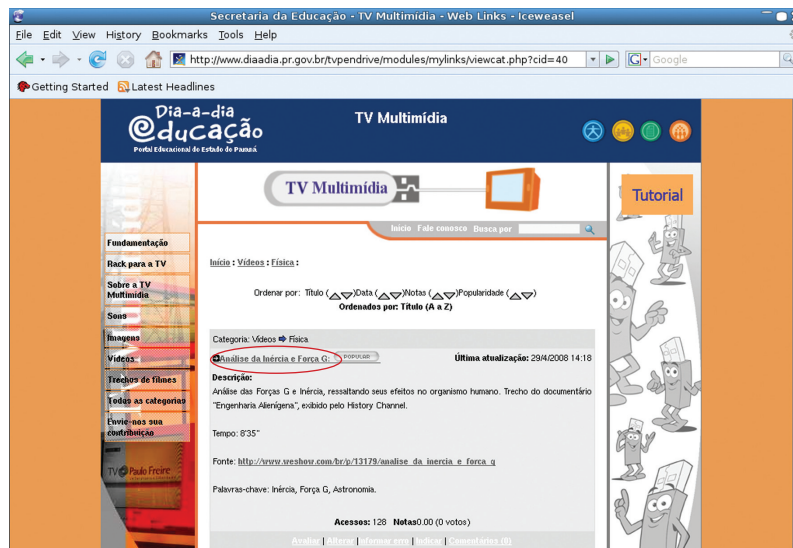 Secretaria da Educação - TV Multimídia - Web Links - Iceweasel
File Edit View History Bookmarks Tools Help
http://www.diaadia.pr.gov.br/tvpendrive/modules/mylinks/viewcat.php?cid=40
G Google
Getting Started Latest Headlines
Dia-a-dia
@ducação
Portal Educacional do Estado do Paraná
TV Multimídia
TV Multimídia
Tutorial
Início Fale conosco Busca por
Fundamentação
Rack para a TV
Sobre a TV
Multimídia
Sons
Imagens
Vídeos
Trechos de filmes
Todas as categorias
Envie-nos sua
contribuição
TV Paulo Freire
Início : Vídeos : Física :
Ordenar por: Título (△▽)Data (△▽)Notas (△▽)Popularidade (△▽)
Ordenados por: Título (A a Z)
Categoria: Vídeos Física
Análise da Inércia e Força G: POPULAR Última atualização: 29/4/2008 14:18
Descrição:
Análise das Forças G e Inércia, ressaltando seus efeitos no organismo humano. Trecho do documentário
"Engenharia Alienígena", exibido pelo History Channel.
Tempo: 8'35"
Fonte: http://www.weshow.com/br/p/13179/analise_da_inercia_e_forca_g
Palavras-chave: Inércia, Força G, Astronomia.
Acessos: 128 Notas0.00 (0 votos)
Avaliar | Alterar | Informar erro | Indicar | Comentários (0)